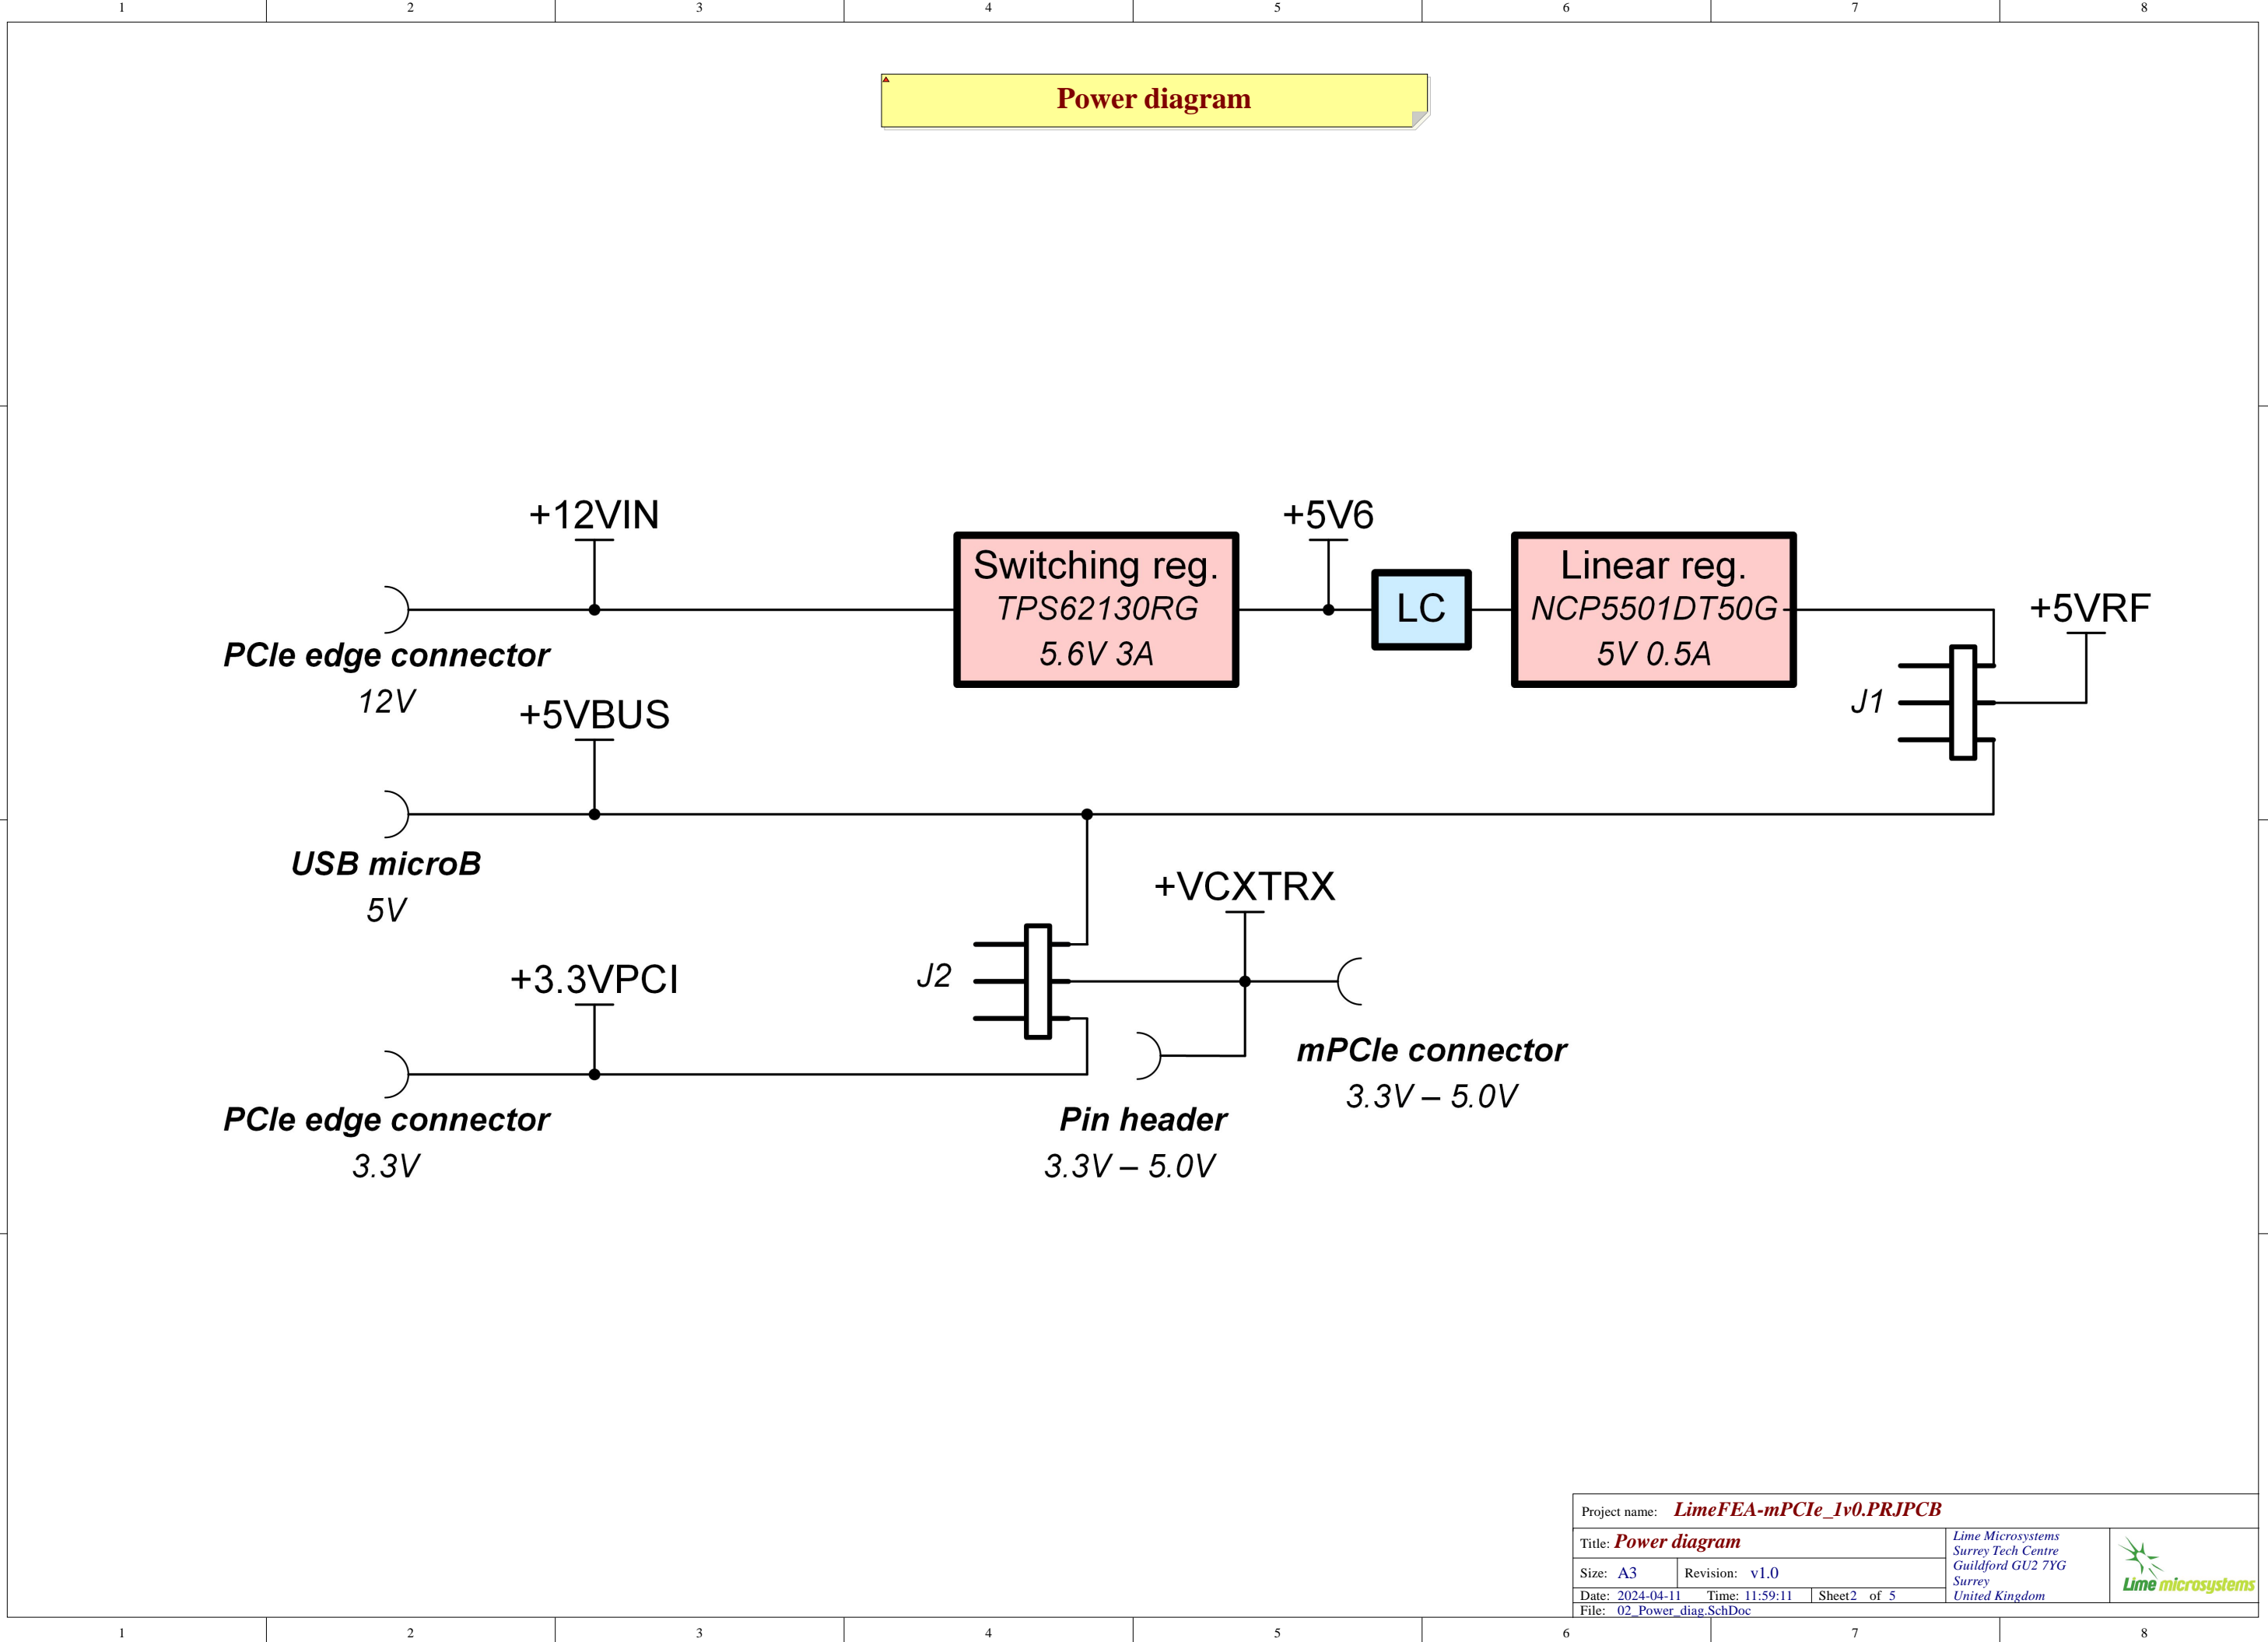 1 2 3 4 5 6 7 8
Power diagram
+12VIN
PCIe edge connector
12V
Switching reg.
TPS62130RG
5.6V 3A
+5V6
LC
Linear reg.
NCP5501DT50G
5V 0.5A
+5VRF
J1
+5VBUS
USB microB
5V
+VCXTRX
J2
+3.3VPCI
PCIe edge connector
3.3V
Pin header
3.3V – 5.0V
mPCIe connector
3.3V – 5.0V
Project name: LimeFEA-mPCIe_1v0.PRJPCB
Title: Power diagram
Size: A3 Revision: v1.0
Date: 2024-04-11 Time: 11:59:11 Sheet2 of 5
File: 02_Power_diag.SchDoc
Lime Microsystems
Surrey Tech Centre
Guildford GU2 7YG
Surrey
United Kingdom
Lime microsystems
1 2 3 4 5 6 7 8